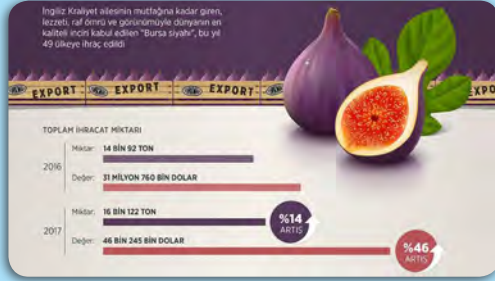 İngiliz Kraliyet ailesinin mutfağına kadar giren,
lezzeti, raf ömrü ve görünümüyle dünyanın en
kaliteli inciri kabul edilen "Bursa siyahı", bu yıl
49 ülkeye ihraç edildi
EXPORT EXPORT EXPORT EXPO
TOPLAM İHRACAT MİKTARI
2016
Miktar: 14 BİN 92 TON
Değer: 31 MİLYON 760 BİN DOLAR
2017
Miktar: 16 BİN 122 TON
%14
ARTIŞ
Değer: 46 BİN 245 BİN DOLAR
%46
ARTIŞ